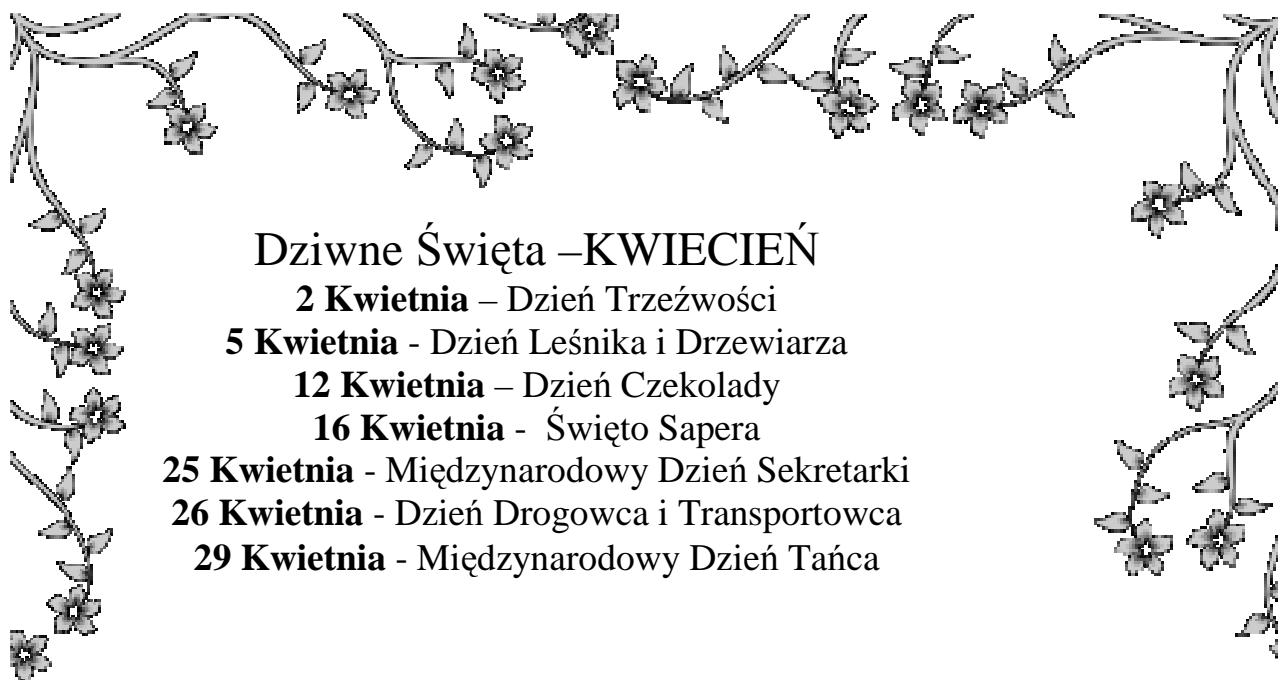 Dziwne Święta –KWIECIEŃ
2 Kwietnia – Dzień Trzeźwości
5 Kwietnia - Dzień Leśnika i Drzewiarza
12 Kwietnia – Dzień Czekolady
16 Kwietnia -  Święto Sapera
25 Kwietnia - Międzynarodowy Dzień Sekretarki
26 Kwietnia - Dzień Drogowca i Transportowca
29 Kwietnia - Międzynarodowy Dzień Tańca